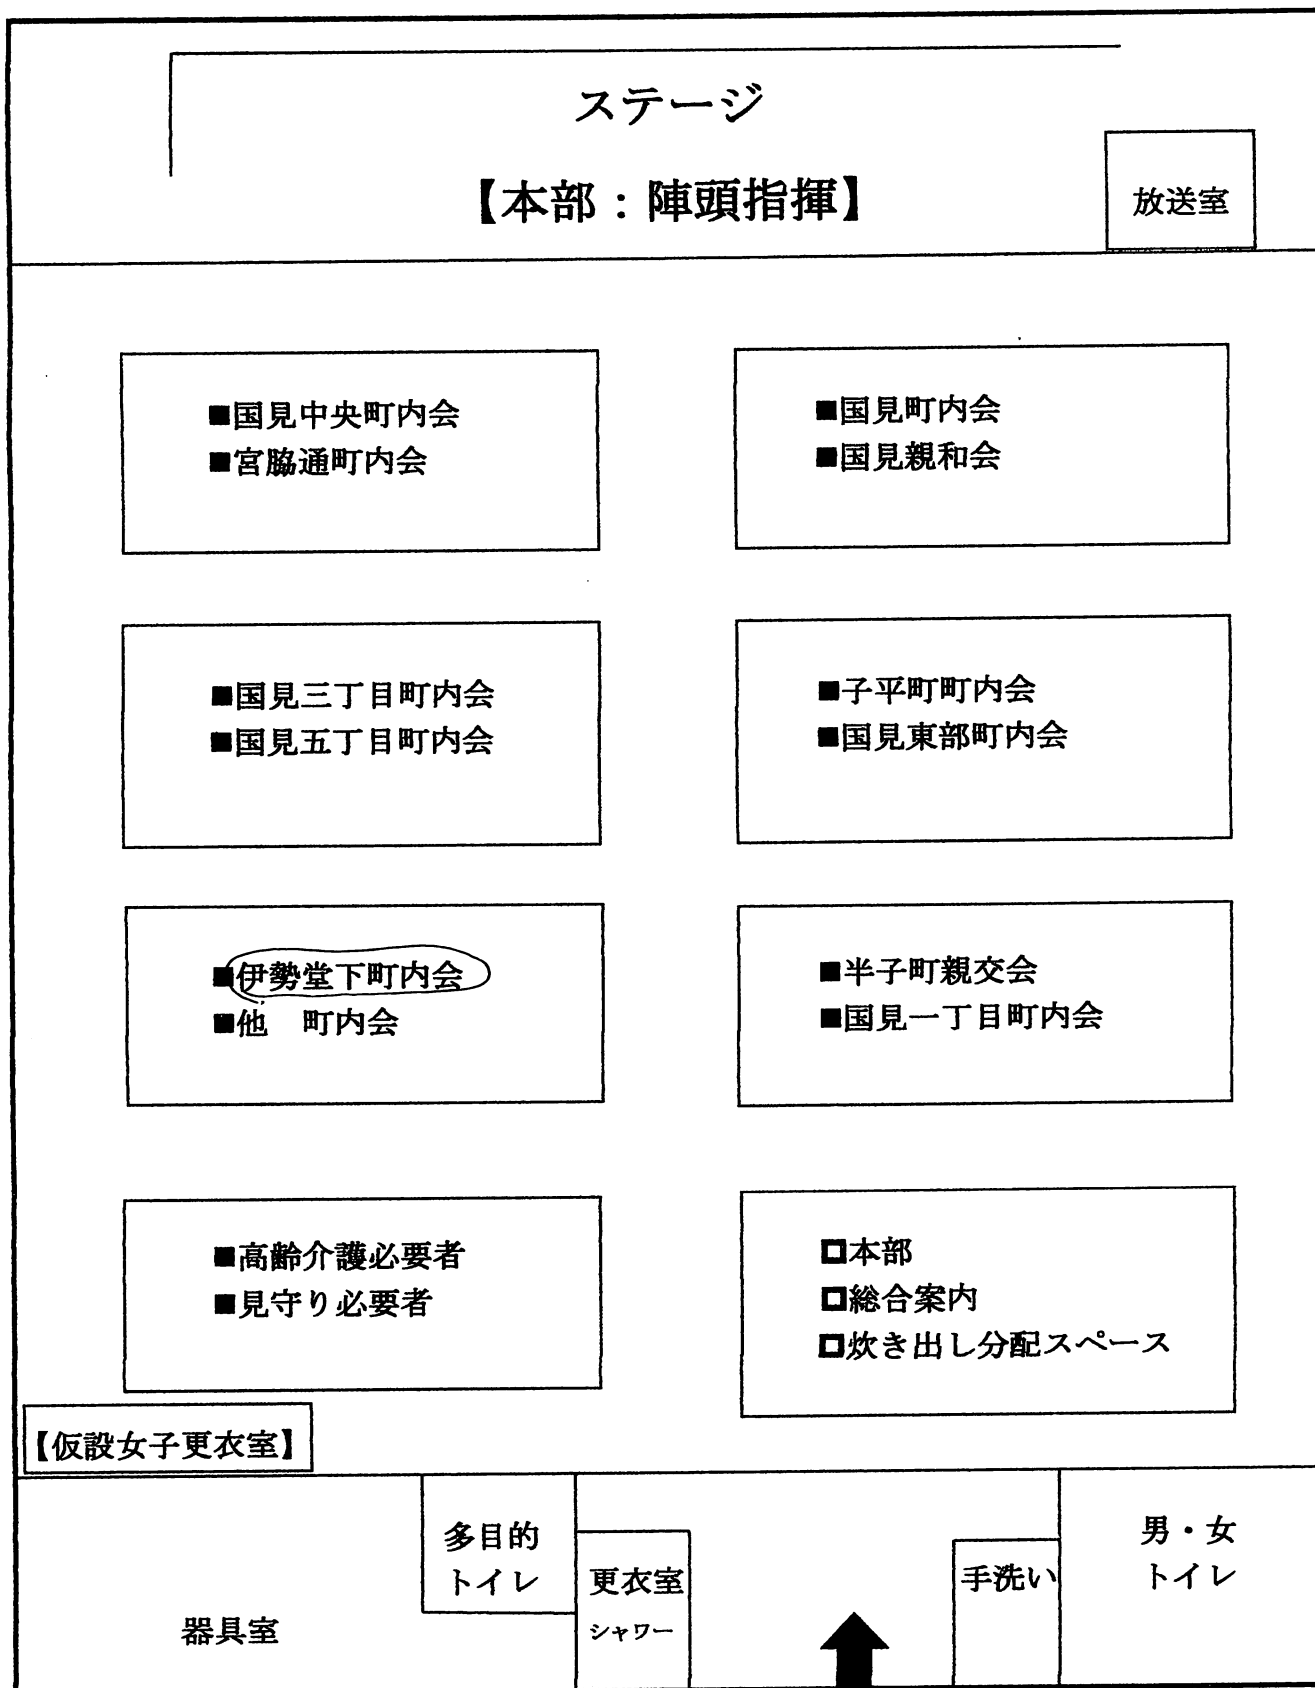 ステージ
【本部：陣頭指揮】
放送室
■国見中央町内会
■宮脇通町内会
■国見町内会
■国見親和会
■国見三丁目町内会
■国見五丁目町内会
■子平町町内会
■国見東部町内会
■伊勢堂下町内会
■他　町内会
■半子町親交会
■国見一丁目町内会
■高齢介護必要者
■見守り必要者
□本部
□総合案内
□炊き出し分配スペース
【仮設女子更衣室】
多目的
トイレ
更衣室
シャワー
器具室
手洗い
男・女
トイレ